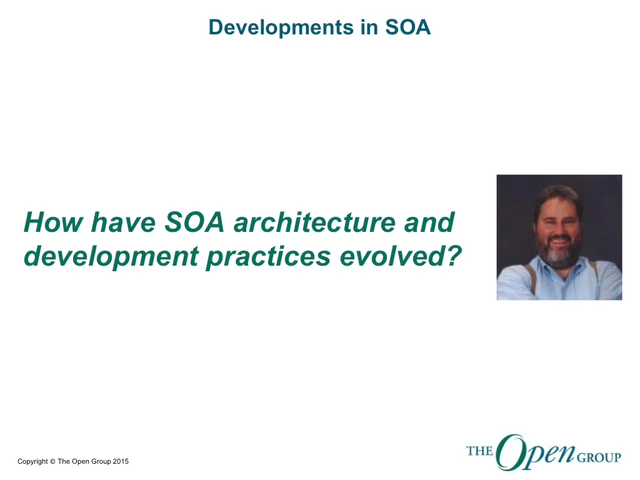 Developments in SOA
How have SOA architecture and
development practices evolved?
Copyright © The Open Group 2015
THE Open GROUP